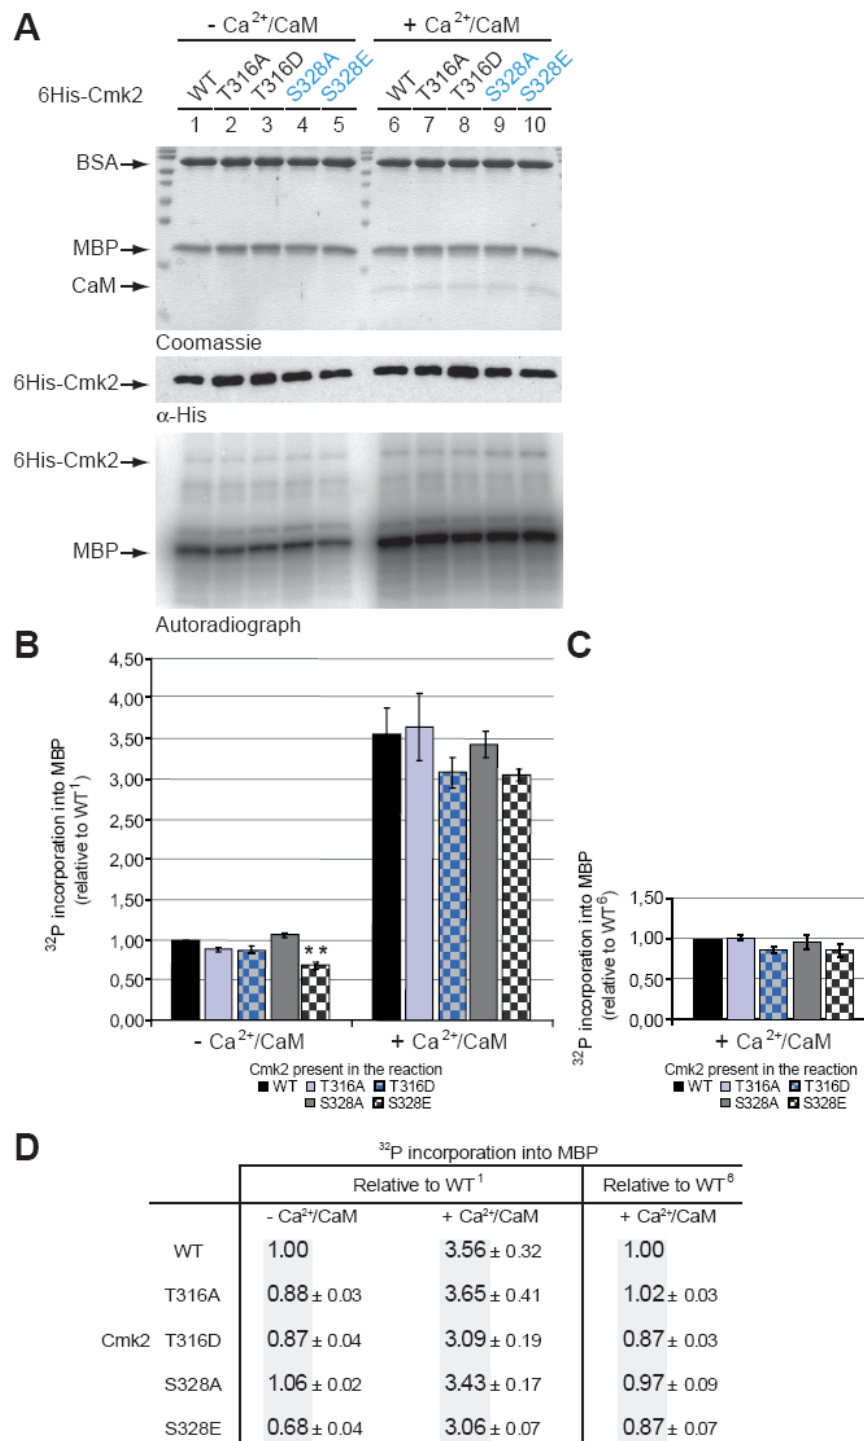 A
- Ca²⁺/CaM + Ca²⁺/CaM
6His-Cmk2 WT T316A T316D S328A S328E WT T316A T316D S328A S328E
1 2 3 4 5 6 7 8 9 10
BSA
MBP
CaM
Coomassie
6His-Cmk2
α-His
6His-Cmk2
MBP
Autoradiograph
B
³²P incorporation into MBP
(relative to WT¹)
4,50
4,00
3,50
3,00
2,50
2,00
1,50
1,00
0,50
0,00
**
- Ca²⁺/CaM + Ca²⁺/CaM
Cmk2 present in the reaction
WT T316A T316D
S328A S328E
C
³²P incorporation into MBP
(relative to WT⁶)
1,50
1,00
0,50
0,00
+ Ca²⁺/CaM
Cmk2 present in the reaction
WT T316A T316D
S328A S328E
D
³²P incorporation into MBP
Relative to WT¹ Relative to WT⁶
- Ca²⁺/CaM + Ca²⁺/CaM + Ca²⁺/CaM
WT 1.00 3.56 ± 0.32 1.00
T316A 0.88 ± 0.03 3.65 ± 0.41 1.02 ± 0.03
Cmk2 T316D 0.87 ± 0.04 3.09 ± 0.19 0.87 ± 0.03
S328A 1.06 ± 0.02 3.43 ± 0.17 0.97 ± 0.09
S328E 0.68 ± 0.04 3.06 ± 0.07 0.87 ± 0.07